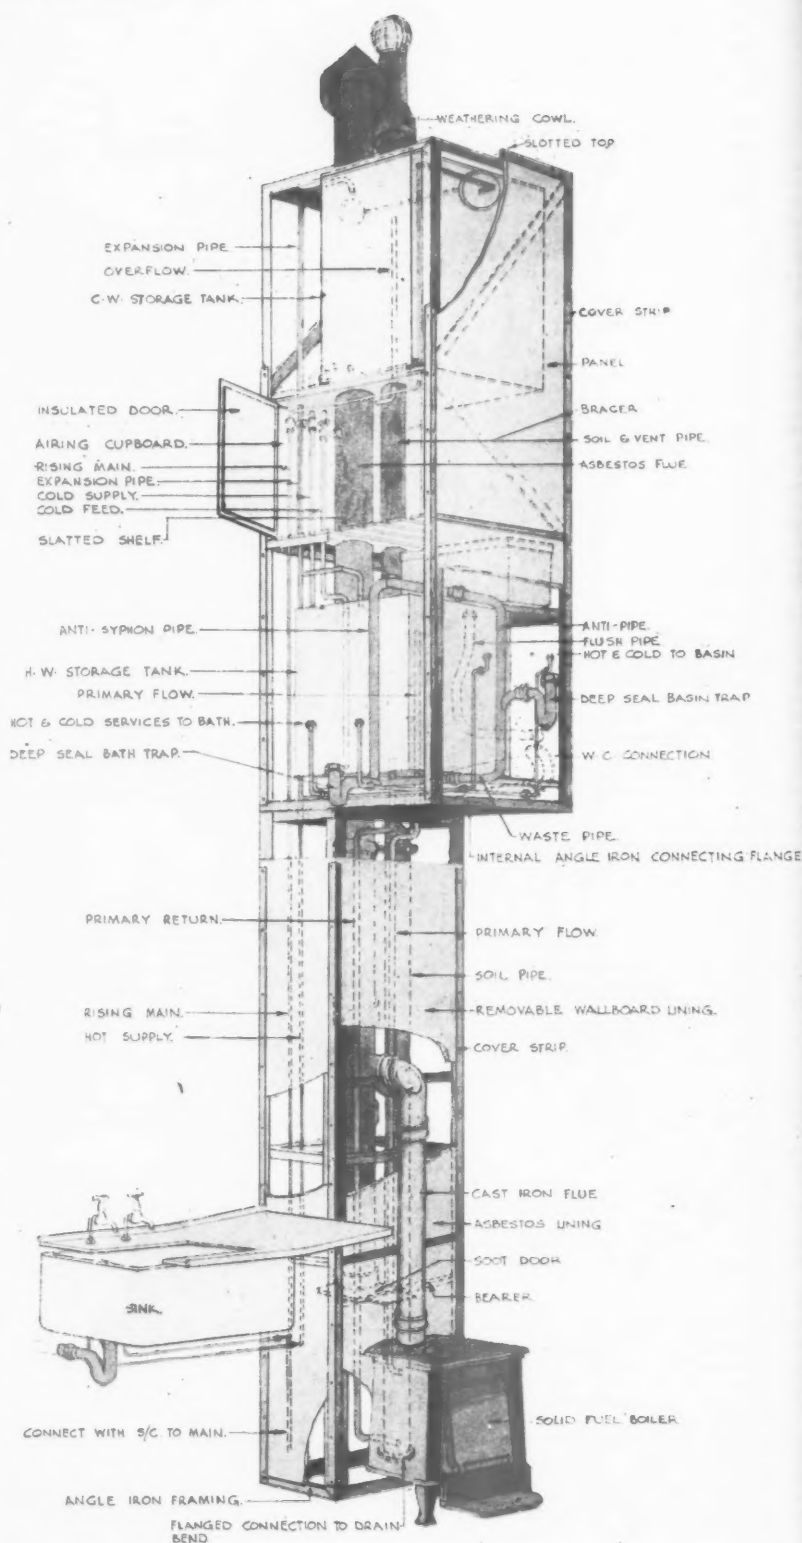 WEATHERING COWL.
SLOTTED TOP
EXPANSION PIPE
OVERFLOW.
C.W. STORAGE TANK.
COVER STRIP
PANEL
INSULATED DOOR.
BRACER
AIRING CUPBOARD.
SOIL & VENT PIPE.
RISING MAIN.
ASBESTOS FLUE
EXPANSION PIPE.
COLD SUPPLY.
COLD FEED.
SLATTED SHELF.
ANTI-SYPHON PIPE.
ANTI-PIPE.
FLUSH PIPE
HOT & COLD TO BASIN
H.W. STORAGE TANK.
PRIMARY FLOW.
DEEP SEAL BASIN TRAP
HOT & COLD SERVICES TO BATH.
DEEP SEAL BATH TRAP.
W.C. CONNECTION
WASTE PIPE.
INTERNAL ANGLE IRON CONNECTING FLANGE
PRIMARY RETURN.
PRIMARY FLOW.
SOIL PIPE.
RISING MAIN.
REMOVABLE WALLBOARD LINING.
HOT SUPPLY.
COVER STRIP.
CAST IRON FLUE
ASBESTOS LINING
SOOT DOOR
BEARER
SINK.
SOLID FUEL BOILER
CONNECT WITH S/C. TO MAIN.
ANGLE IRON FRAMING.
FLANGED CONNECTION TO DRAIN
BEND